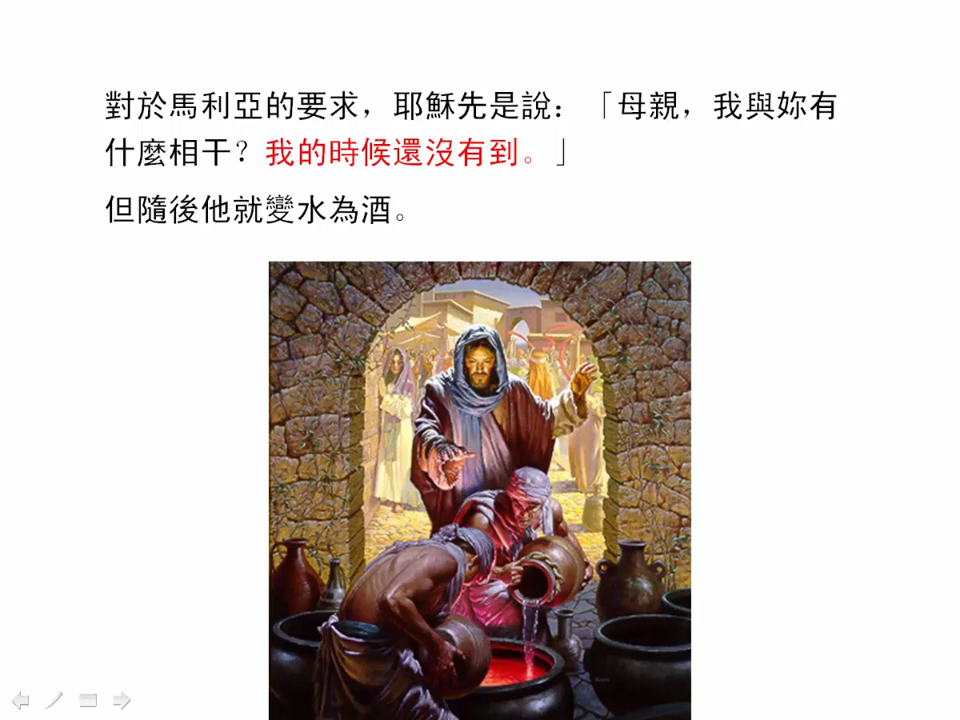 對於馬利亞的要求，耶穌先是說：「母親，我與妳有
什麼相干？我的時候還沒有到。」
但隨後他就變水為酒。